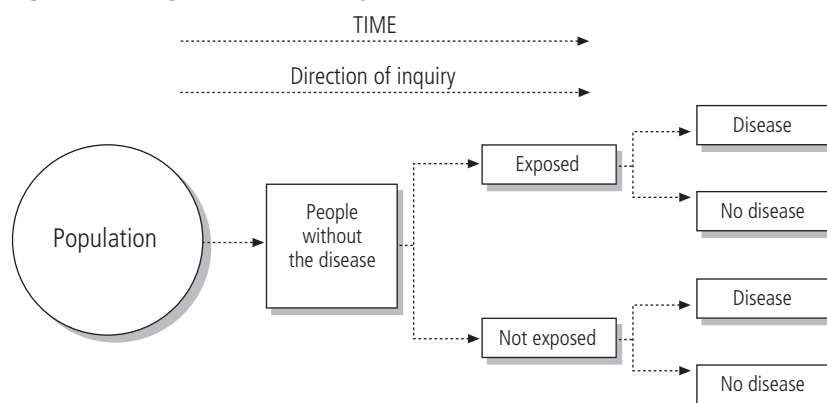 TIME
Direction of inquiry
Population
People
without
the disease
Exposed
Not exposed
Disease
No disease
Disease
No disease